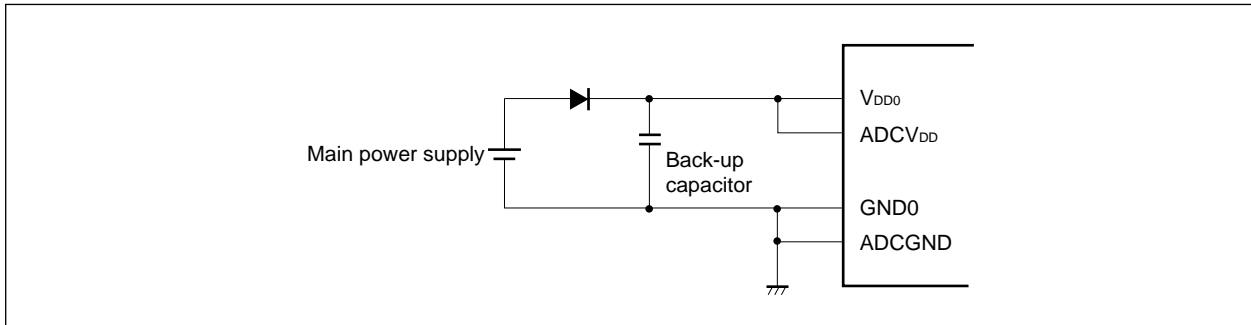 VDD0
ADCVDD
Main power supply
Back-up
capacitor
GND0
ADCGND